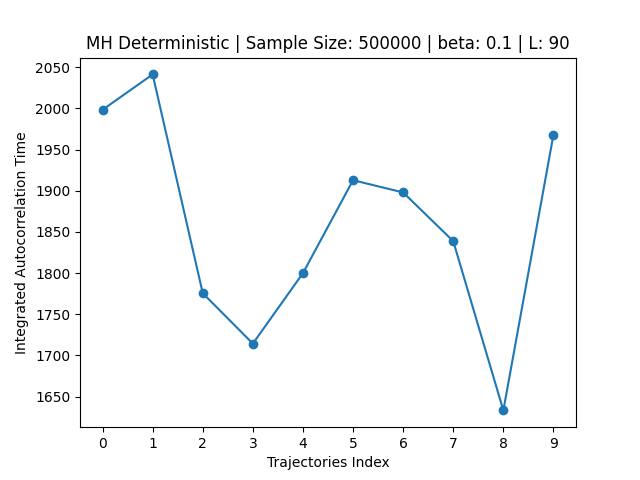 MH Deterministic | Sample Size: 500000 | beta: 0.1 | L: 90
Integrated Autocorrelation Time
2050
2000
1950
1900
1850
1800
1750
1700
1650
0 1 2 3 4 5 6 7 8 9
Trajectories Index